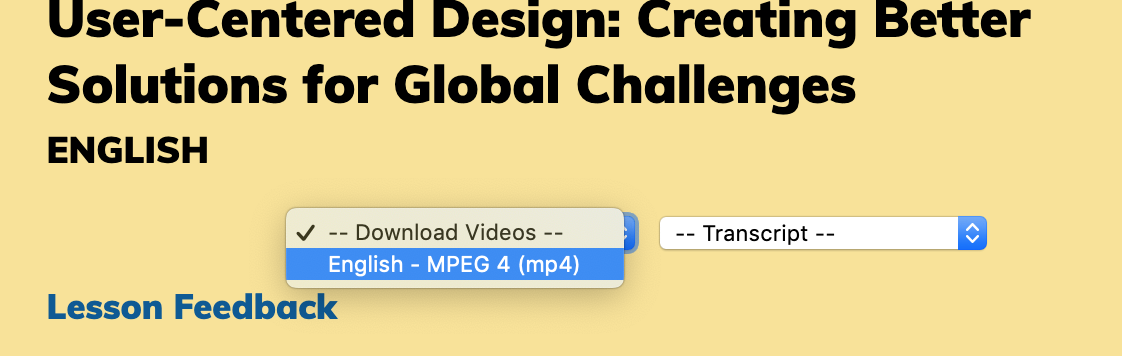 User-Centered Design: Creating Better
Solutions for Global Challenges
ENGLISH
-- Download Videos --
-- Transcript --
English - MPEG 4 (mp4)
Lesson Feedback